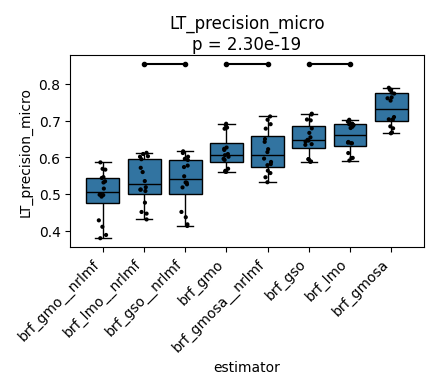 LT_precision_micro
p = 2.30e-19
LT_precision_micro
0.8
0.7
0.6
0.5
0.4
brf_gmo__nrlmf
brf_lmo__nrlmf
brf_gso__nrlmf
brf_gmo
brf_gmosa__nrlmf
brf_gso
brf_lmo
brf_gmosa
estimator